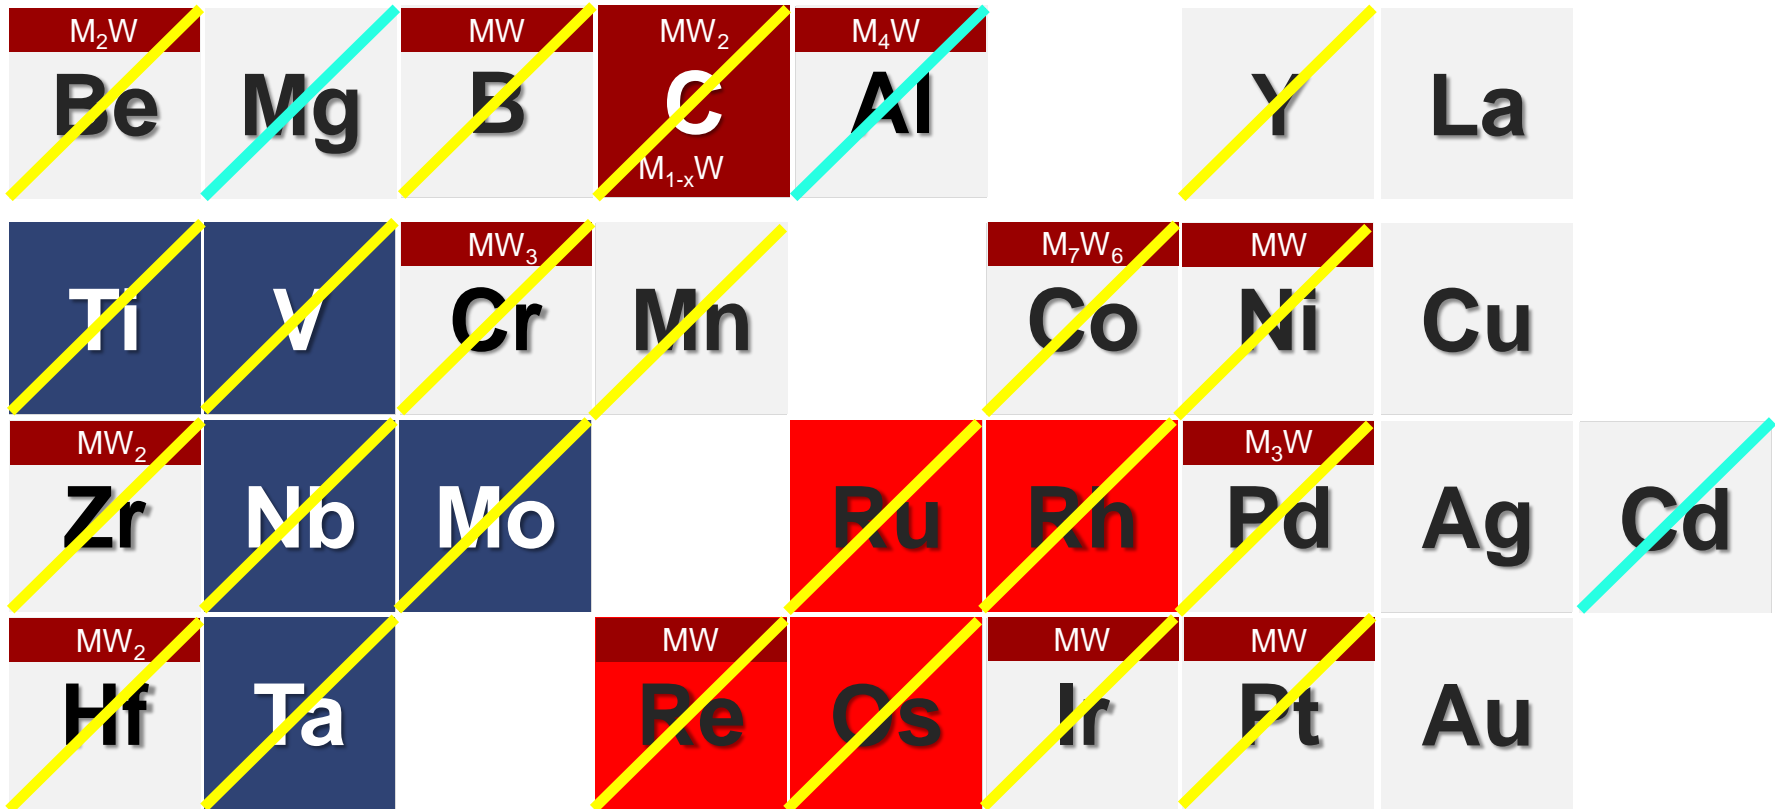 M₂W MW MW₂ M₄W
Be Mg B C Al Y La
M₁₋ₓW
MW₃ M₇W₆ MW
Ti V Cr Mn Co Ni Cu
MW₂ M₃W
Zr Nb Mo Ru Rh Pd Ag Cd
MW₂ MW MW MW
Hf Ta Re Os Ir Pt Au